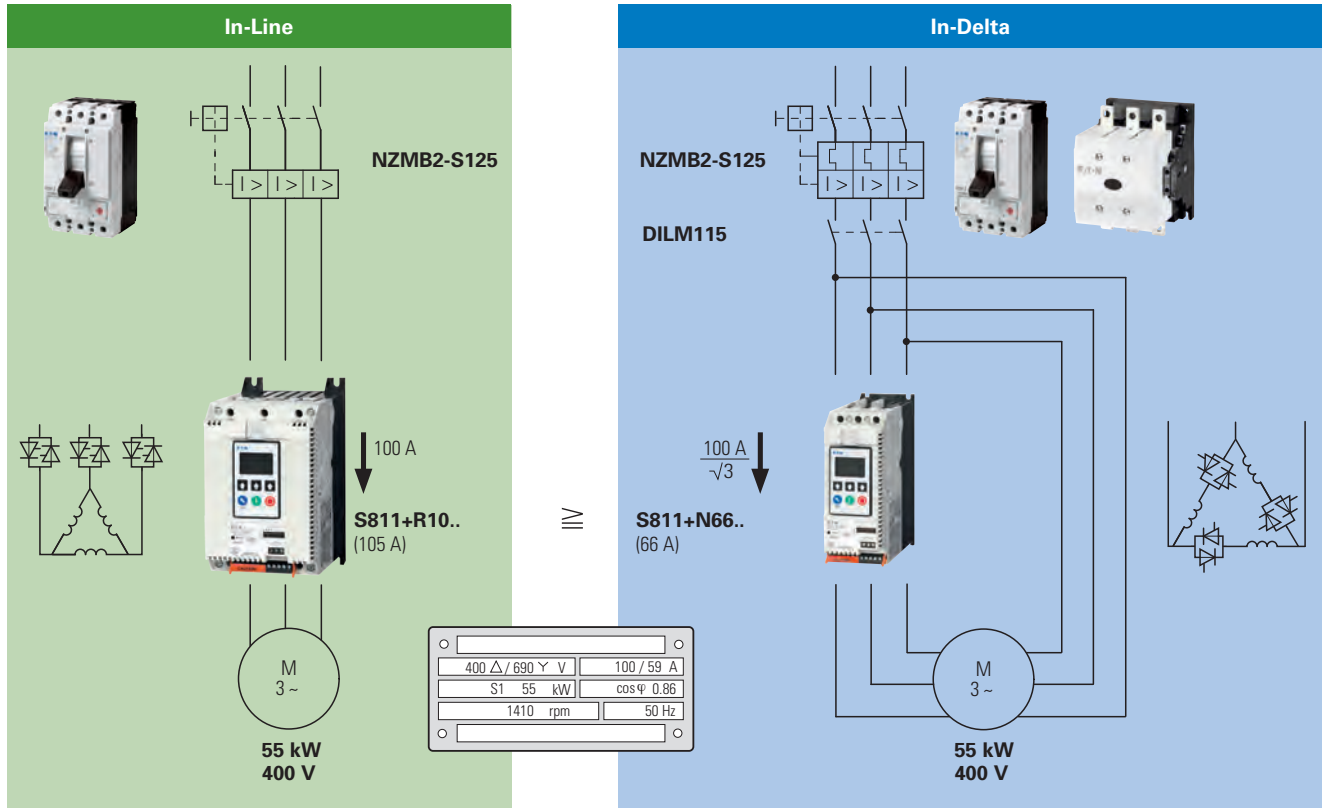 In-Line
NZMB2-S125
I > I > I >
100 A
S811+R10..
(105 A)
M
3 ~
55 kW
400 V
≧
400 △ / 690 Y V
100 / 59 A
S1 55 kW
cos φ 0.86
1410 rpm
50 Hz
In-Delta
NZMB2-S125
I > I > I >
DILM115
100 A
√3
S811+N66..
(66 A)
M
3 ~
55 kW
400 V